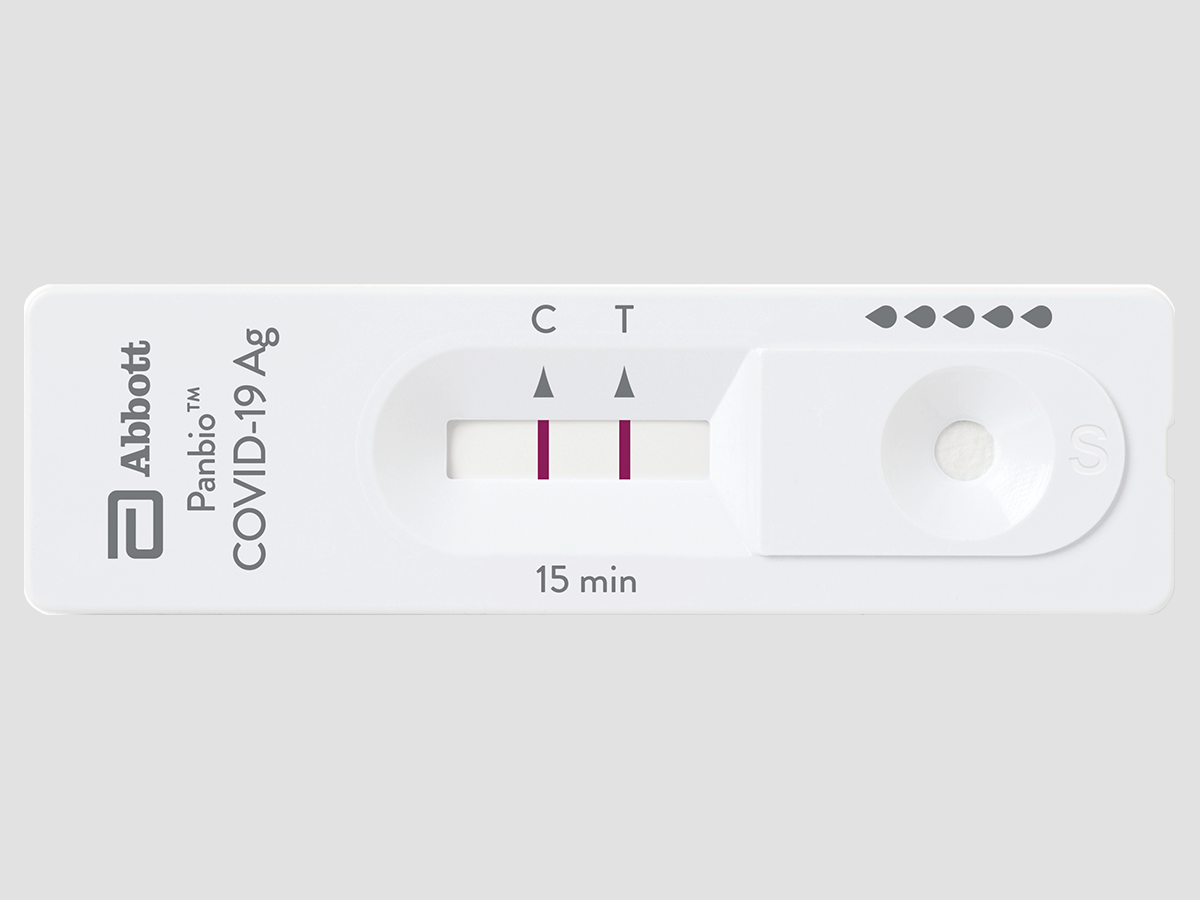 Abbott
Panbio™
COVID-19 Ag
C T
15 min
S